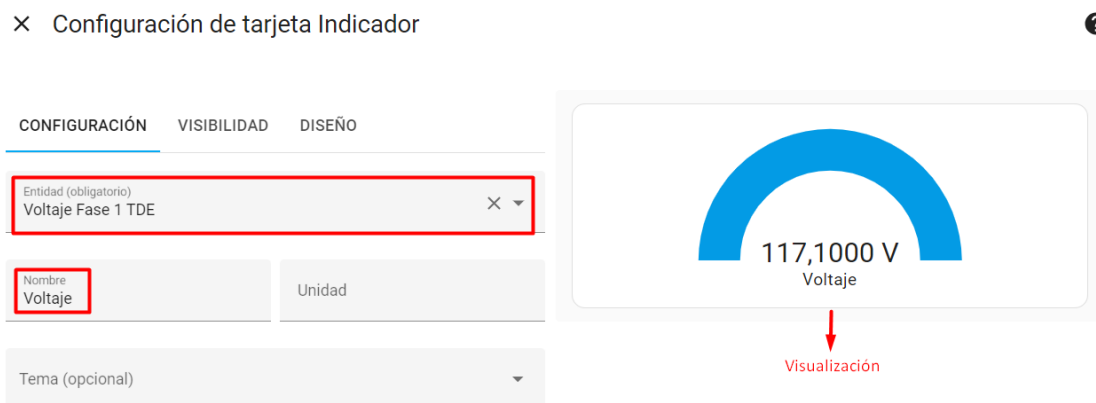 Configuración de tarjeta Indicador
CONFIGURACIÓN VISIBILIDAD DISEÑO
Entidad (obligatorio)
Voltaje Fase 1 TDE
Nombre
Voltaje
Unidad
Tema (opcional)
117,1000 V
Voltaje
Visualización